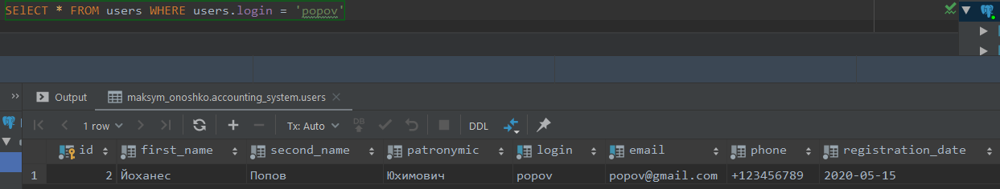 SElECT * FROM users WHERE users.login = 'popov'
Output maksym_onoshko.accounting_system.users
1 row Tx: Auto DB DDL
id first_name second_name patronymic login email phone registration_date
1 2 Йоханес Попов Юхимович popov popov@gmail.com +123456789 2020-05-15